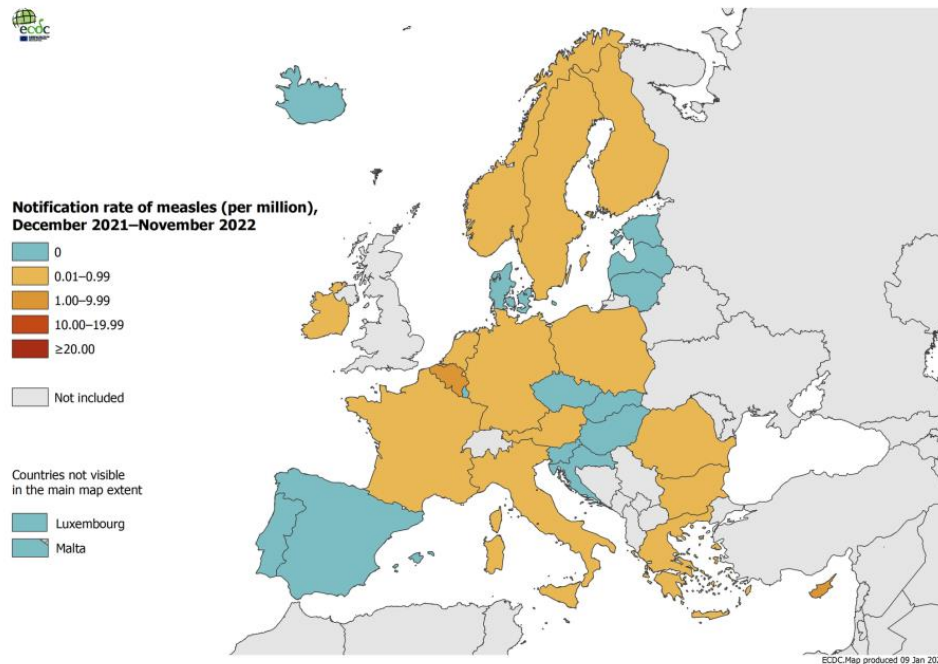 ecdc
Notification rate of measles (per million),
December 2021–November 2022
0
0.01–0.99
1.00–9.99
10.00–19.99
≥20.00
Not included
Countries not visible
in the main map extent
Luxembourg
Malta
ECDC.Map produced 09 Jan 202